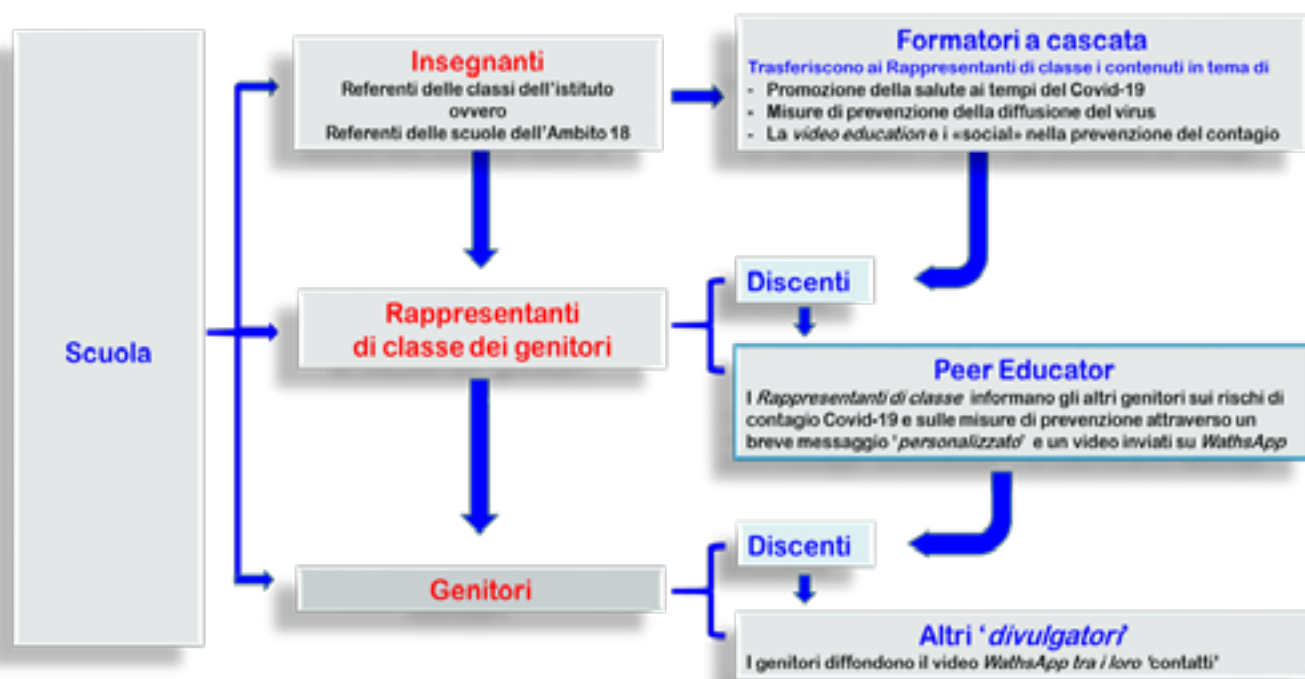 Scuola
Insegnanti
Referenti delle classi dell'istituto
ovvero
Referenti delle scuole dell'Ambito 18
Formatori a cascata
Trasferiscono ai Rappresentanti di classe i contenuti in tema di
- Promozione della salute ai tempi del Covid-19
- Misure di prevenzione della diffusione del virus
- La video education e i «social» nella prevenzione del contagio
Rappresentanti
di classe dei genitori
Discenti
Peer Educator
I Rappresentanti di classe informano gli altri genitori sui rischi di
contagio Covid-19 e sulle misure di prevenzione attraverso un
breve messaggio 'personalizzato' e un video inviati su WathsApp
Genitori
Discenti
Altri 'divulgatori'
I genitori diffondono il video WathsApp tra i loro 'contatti'